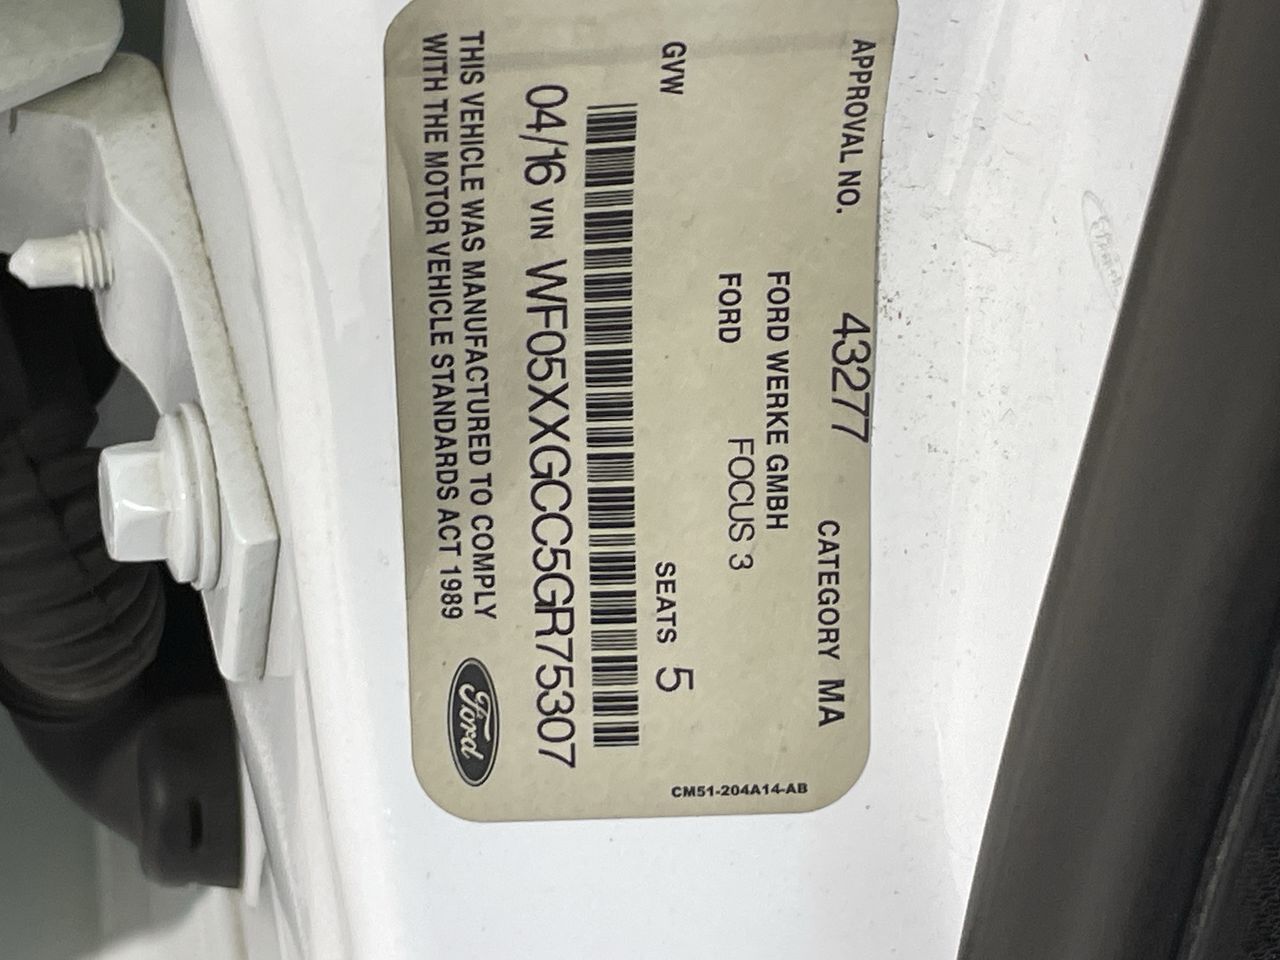 APPROVAL NO. 43277 CATEGORY MA
FORD WERKE GMBH
FORD FOCUS 3
GVW SEATS 5
04/16 VIN WF05XXGCC5GR75307
THIS VEHICLE WAS MANUFACTURED TO COMPLY
WITH THE MOTOR VEHICLE STANDARDS ACT 1989
Ford
CM51-204A14-AB